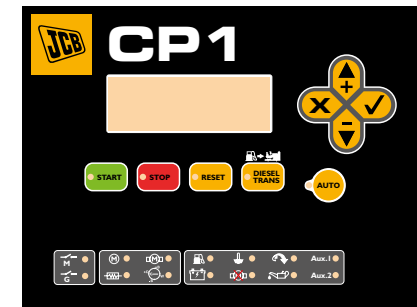 JCB CP1
+
X
-
START STOP RESET DIESEL TRANS AUTO
M M M Aux.1
G Aux.2